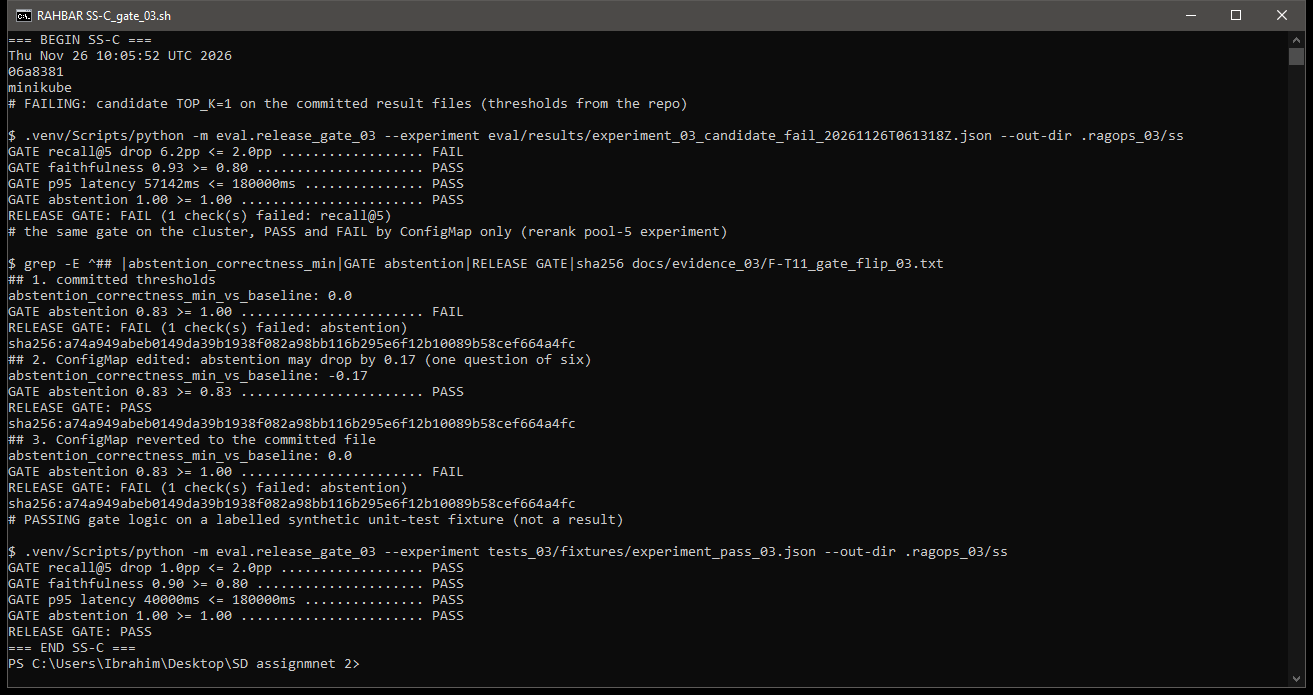 RAHBAR SS-C_gate_03.sh
=== BEGIN SS-C ===
Thu Nov 26 10:05:52 UTC 2026
06a8381
minikube
# FAILING: candidate TOP_K=1 on the committed result files (thresholds from the repo)
$ .venv/Scripts/python -m eval.release_gate_03 --experiment eval/results/experiment_03_candidate_fail_20261126T061318Z.json --out-dir .ragops_03/ss
GATE recall@5 drop 6.2pp <= 2.0pp .................. FAIL
GATE faithfulness 0.93 >= 0.80 ..................... PASS
GATE p95 latency 57142ms <= 180000ms ............... PASS
GATE abstention 1.00 >= 1.00 ....................... PASS
RELEASE GATE: FAIL (1 check(s) failed: recall@5)
# the same gate on the cluster, PASS and FAIL by ConfigMap only (rerank pool-5 experiment)
$ grep -E ^## |abstention_correctness_min|GATE abstention|RELEASE GATE|sha256 docs/evidence_03/F-T11_gate_flip_03.txt
## 1. committed thresholds
abstention_correctness_min_vs_baseline: 0.0
GATE abstention 0.83 >= 1.00 ....................... FAIL
RELEASE GATE: FAIL (1 check(s) failed: abstention)
sha256:a74a949abeb0149da39b1938f082a98bb116b295e6f12b10089b58cef664a4fc
## 2. ConfigMap edited: abstention may drop by 0.17 (one question of six)
abstention_correctness_min_vs_baseline: -0.17
GATE abstention 0.83 >= 0.83 ....................... PASS
RELEASE GATE: PASS
sha256:a74a949abeb0149da39b1938f082a98bb116b295e6f12b10089b58cef664a4fc
## 3. ConfigMap reverted to the committed file
abstention_correctness_min_vs_baseline: 0.0
GATE abstention 0.83 >= 1.00 ....................... FAIL
RELEASE GATE: FAIL (1 check(s) failed: abstention)
sha256:a74a949abeb0149da39b1938f082a98bb116b295e6f12b10089b58cef664a4fc
# PASSING gate logic on a labelled synthetic unit-test fixture (not a result)
$ .venv/Scripts/python -m eval.release_gate_03 --experiment tests_03/fixtures/experiment_pass_03.json --out-dir .ragops_03/ss
GATE recall@5 drop 1.0pp <= 2.0pp .................. PASS
GATE faithfulness 0.90 >= 0.80 ..................... PASS
GATE p95 latency 40000ms <= 180000ms ............... PASS
GATE abstention 1.00 >= 1.00 ....................... PASS
RELEASE GATE: PASS
=== END SS-C ===
PS C:\Users\Ibrahim\Desktop\SD assignmnet 2>